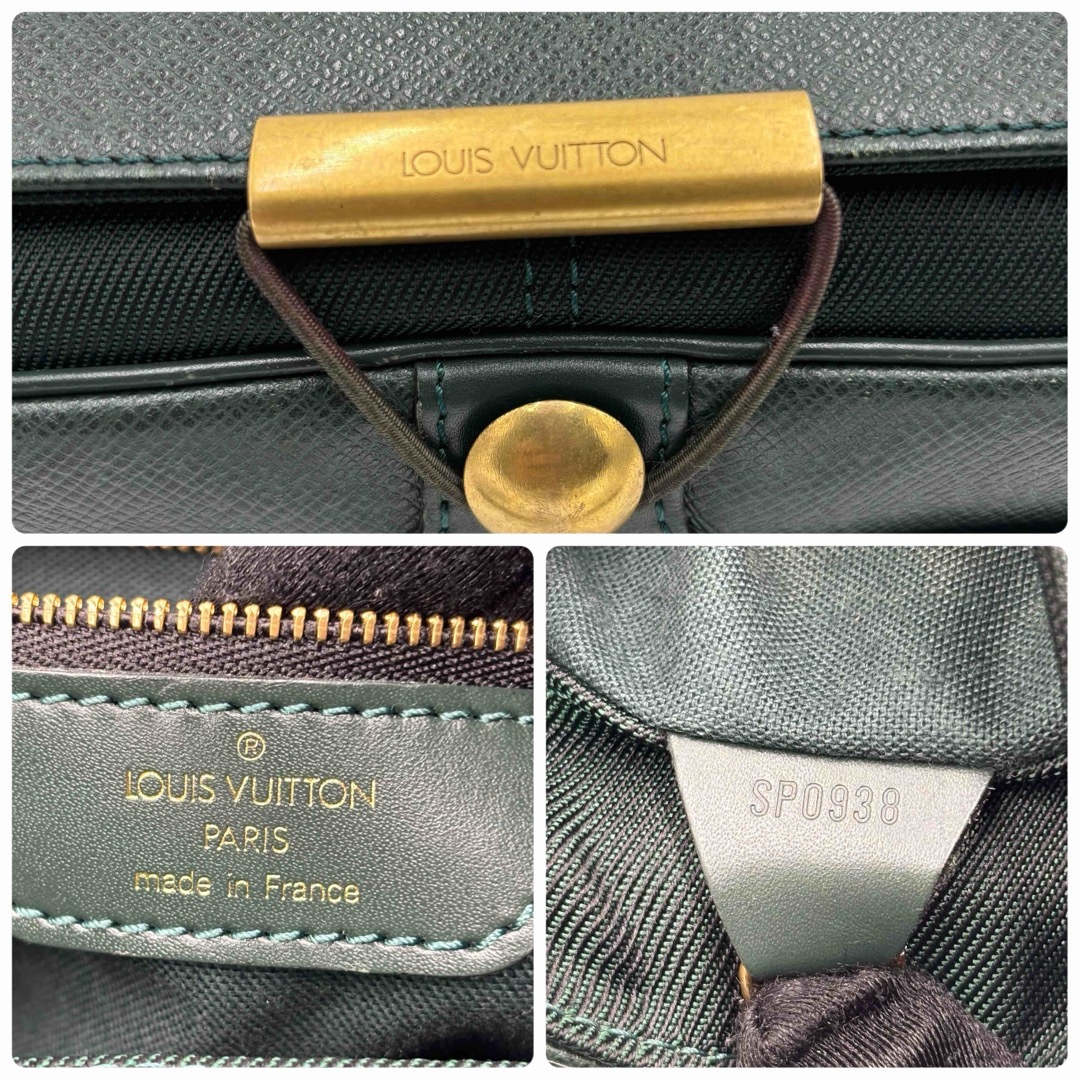 LOUIS VUITTON
®
LOUIS VUITTON
PARIS
made in France
SP0938